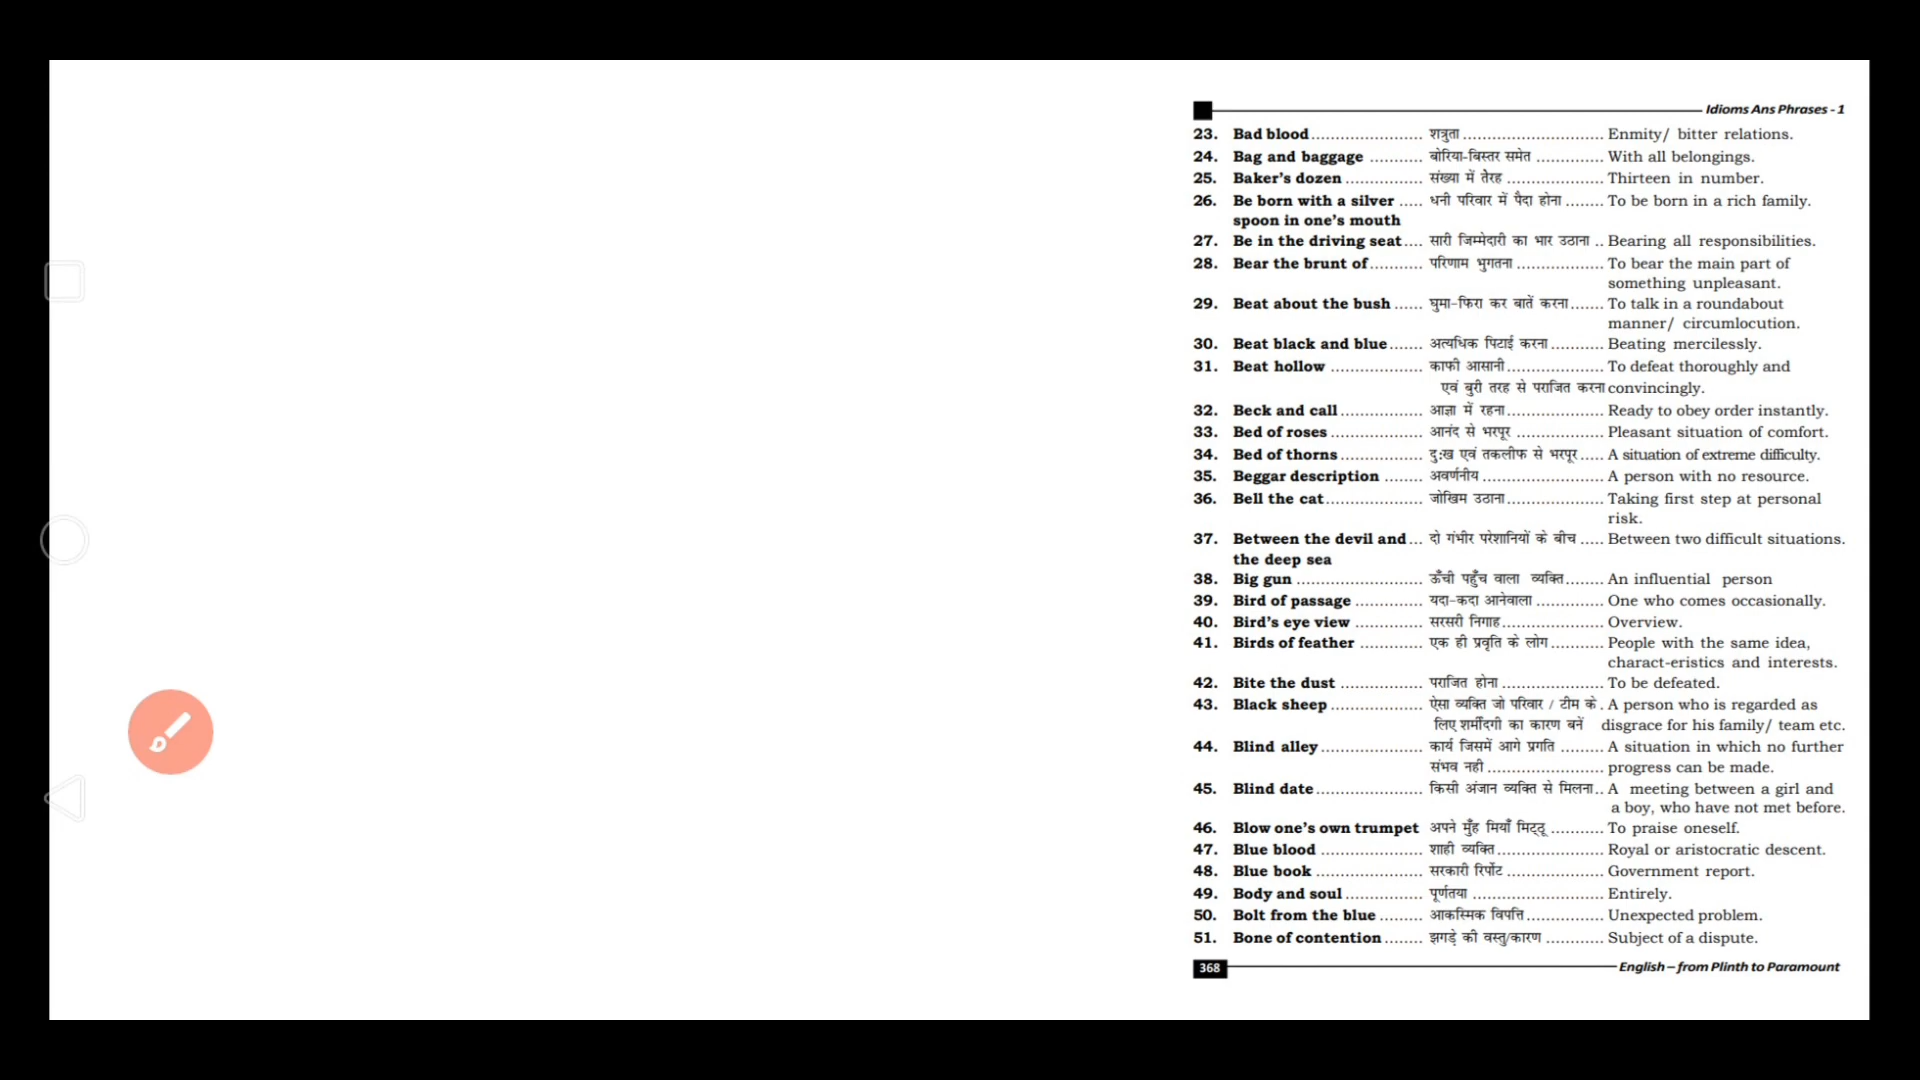 Idioms Ans Phrases - 1
23. Bad blood....................... शत्रुता ............................. Enmity/ bitter relations.
24. Bag and baggage ........... बोरिया-बिस्तर समेत .............. With all belongings.
25. Baker's dozen ................ संख्या में तेरह .................... Thirteen in number.
26. Be born with a silver ..... धनी परिवार में पैदा होना ........ To be born in a rich family.
spoon in one's mouth
27. Be in the driving seat.... सारी जिम्मेदारी का भार उठाना .. Bearing all responsibilities.
28. Bear the brunt of........... परिणाम भुगतना .................. To bear the main part of
something unpleasant.
29. Beat about the bush ...... घुमा-फिरा कर बातें करना....... To talk in a roundabout
manner/ circumlocution.
30. Beat black and blue....... अत्यधिक पिटाई करना ........... Beating mercilessly.
31. Beat hollow ................... काफी आसानी.................... To defeat thoroughly and
एवं बुरी तरह से पराजित करना convincingly.
32. Beck and call ................. आज्ञा में रहना.................... Ready to obey order instantly.
33. Bed of roses ................... आनंद से भरपूर .................. Pleasant situation of comfort.
34. Bed of thorns ................. दु:ख एवं तकलीफ से भरपूर ..... A situation of extreme difficulty.
35. Beggar description ........ अवर्णनीय ......................... A person with no resource.
36. Bell the cat.................... जोखिम उठाना.................... Taking first step at personal
risk.
37. Between the devil and ... दो गंभीर परेशानियों के बीच ..... Between two difficult situations.
the deep sea
38. Big gun .......................... ऊँची पहुँच वाला व्यक्ति........ An influential person
39. Bird of passage .............. यदा-कदा आनेवाला .............. One who comes occasionally.
40. Bird's eye view .............. सरसरी निगाह..................... Overview.
41. Birds of feather ............. एक ही प्रवृति के लोग ........... People with the same idea,
charact-eristics and interests.
42. Bite the dust ................. पराजित होना ..................... To be defeated.
43. Black sheep ................... ऐसा व्यक्ति जो परिवार / टीम के . A person who is regarded as
लिए शर्मींदगी का कारण बनें disgrace for his family/ team etc.
44. Blind alley..................... कार्य जिसमें आगे प्रगति ......... A situation in which no further
संभव नही ........................ progress can be made.
45. Blind date ...................... किसी अंजान व्यक्ति से मिलना .. A meeting between a girl and
a boy, who have not met before.
46. Blow one's own trumpet अपने मुँह मियाँ मिट्ठू ........... To praise oneself.
47. Blue blood ..................... शाही व्यक्ति...................... Royal or aristocratic descent.
48. Blue book ...................... सरकारी रिर्पोट .................... Government report.
49. Body and soul ................ पूर्णतया ........................... Entirely.
50. Bolt from the blue ......... आकस्मिक विपत्ति................ Unexpected problem.
51. Bone of contention ........ झगड़े की वस्तु/कारण ............ Subject of a dispute.
368 English – from Plinth to Paramount